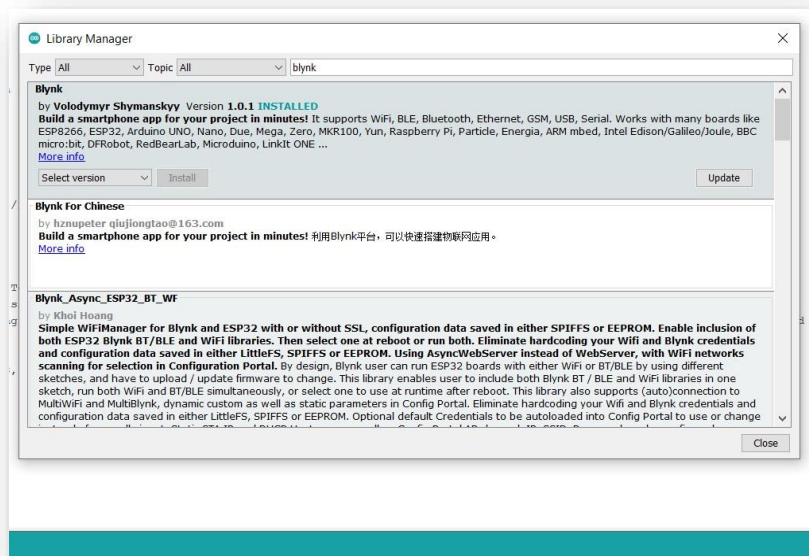 Library Manager
Type All Topic All blynk
Blynk
by Volodymyr Shymanskyy Version 1.0.1 INSTALLED
Build a smartphone app for your project in minutes! It supports WiFi, BLE, Bluetooth, Ethernet, GSM, USB, Serial. Works with many boards like
ESP8266, ESP32, Arduino UNO, Nano, Due, Mega, Zero, MKR100, Yun, Raspberry Pi, Particle, Energia, ARM mbed, Intel Edison/Galileo/Joule, BBC
micro:bit, DFRobot, RedBearLab, Microduino, LinkIt ONE ...
More info
Select version Install Update
Blynk For Chinese
by hznupeter qiujiongtao@163.com
Build a smartphone app for your project in minutes! 利用Blynk平台，可以快速搭建物联网应用。
More info
Blynk_Async_ESP32_BT_WF
by Khoi Hoang
Simple WiFiManager for Blynk and ESP32 with or without SSL, configuration data saved in either SPIFFS or EEPROM. Enable inclusion of
both ESP32 Blynk BT/BLE and WiFi libraries. Then select one at reboot or run both. Eliminate hardcoding your Wifi and Blynk credentials
and configuration data saved in either LittleFS, SPIFFS or EEPROM. Using AsyncWebServer instead of WebServer, with WiFi networks
scanning for selection in Configuration Portal. By design, Blynk user can run ESP32 boards with either WiFi or BT/BLE by using different
sketches, and have to upload / update firmware to change. This library enables user to include both Blynk BT / BLE and WiFi libraries in one
sketch, run both WiFi and BT/BLE simultaneously, or select one to use at runtime after reboot. This library also supports (auto)connection to
MultiWiFi and MultiBlynk, dynamic custom as well as static parameters in Config Portal. Eliminate hardcoding your Wifi and Blynk credentials and
configuration data saved in either LittleFS, SPIFFS or EEPROM. Optional default Credentials to be autoloaded into Config Portal to use or change
Close